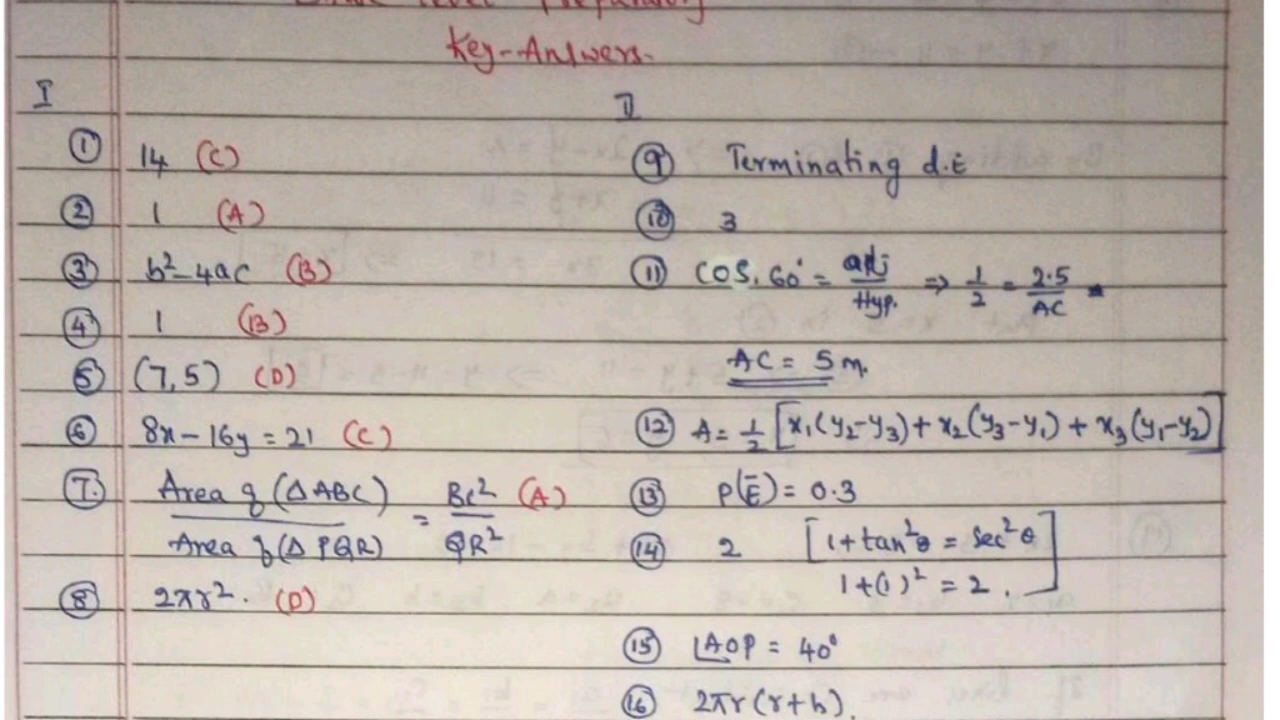 Key-Answers.
I
① 14 (C)
② 1 (A)
③ b²-4ac (B)
④ 1 (B)
⑤ (7,5) (D)
⑥ 8x-16y=21 (C)
⑦ Area of (ΔABC) / Area of (ΔPQR) = BC²/QR² (A)
⑧ 2πr². (D)
II
⑨ Terminating d.E
⑩ 3
⑪ COS. 60° = adj/Hyp. ⇒ 1/2 = 2.5/AC
AC = 5 m.
⑫ A = 1/2 [x₁(y₂-y₃)+x₂(y₃-y₁)+x₃(y₁-y₂)]
⑬ P(E̅) = 0.3
⑭ 2 [1+tan²θ = Sec²θ
1+(1)² = 2.]
⑮ ∠AOP = 40°
⑯ 2πr(r+h).